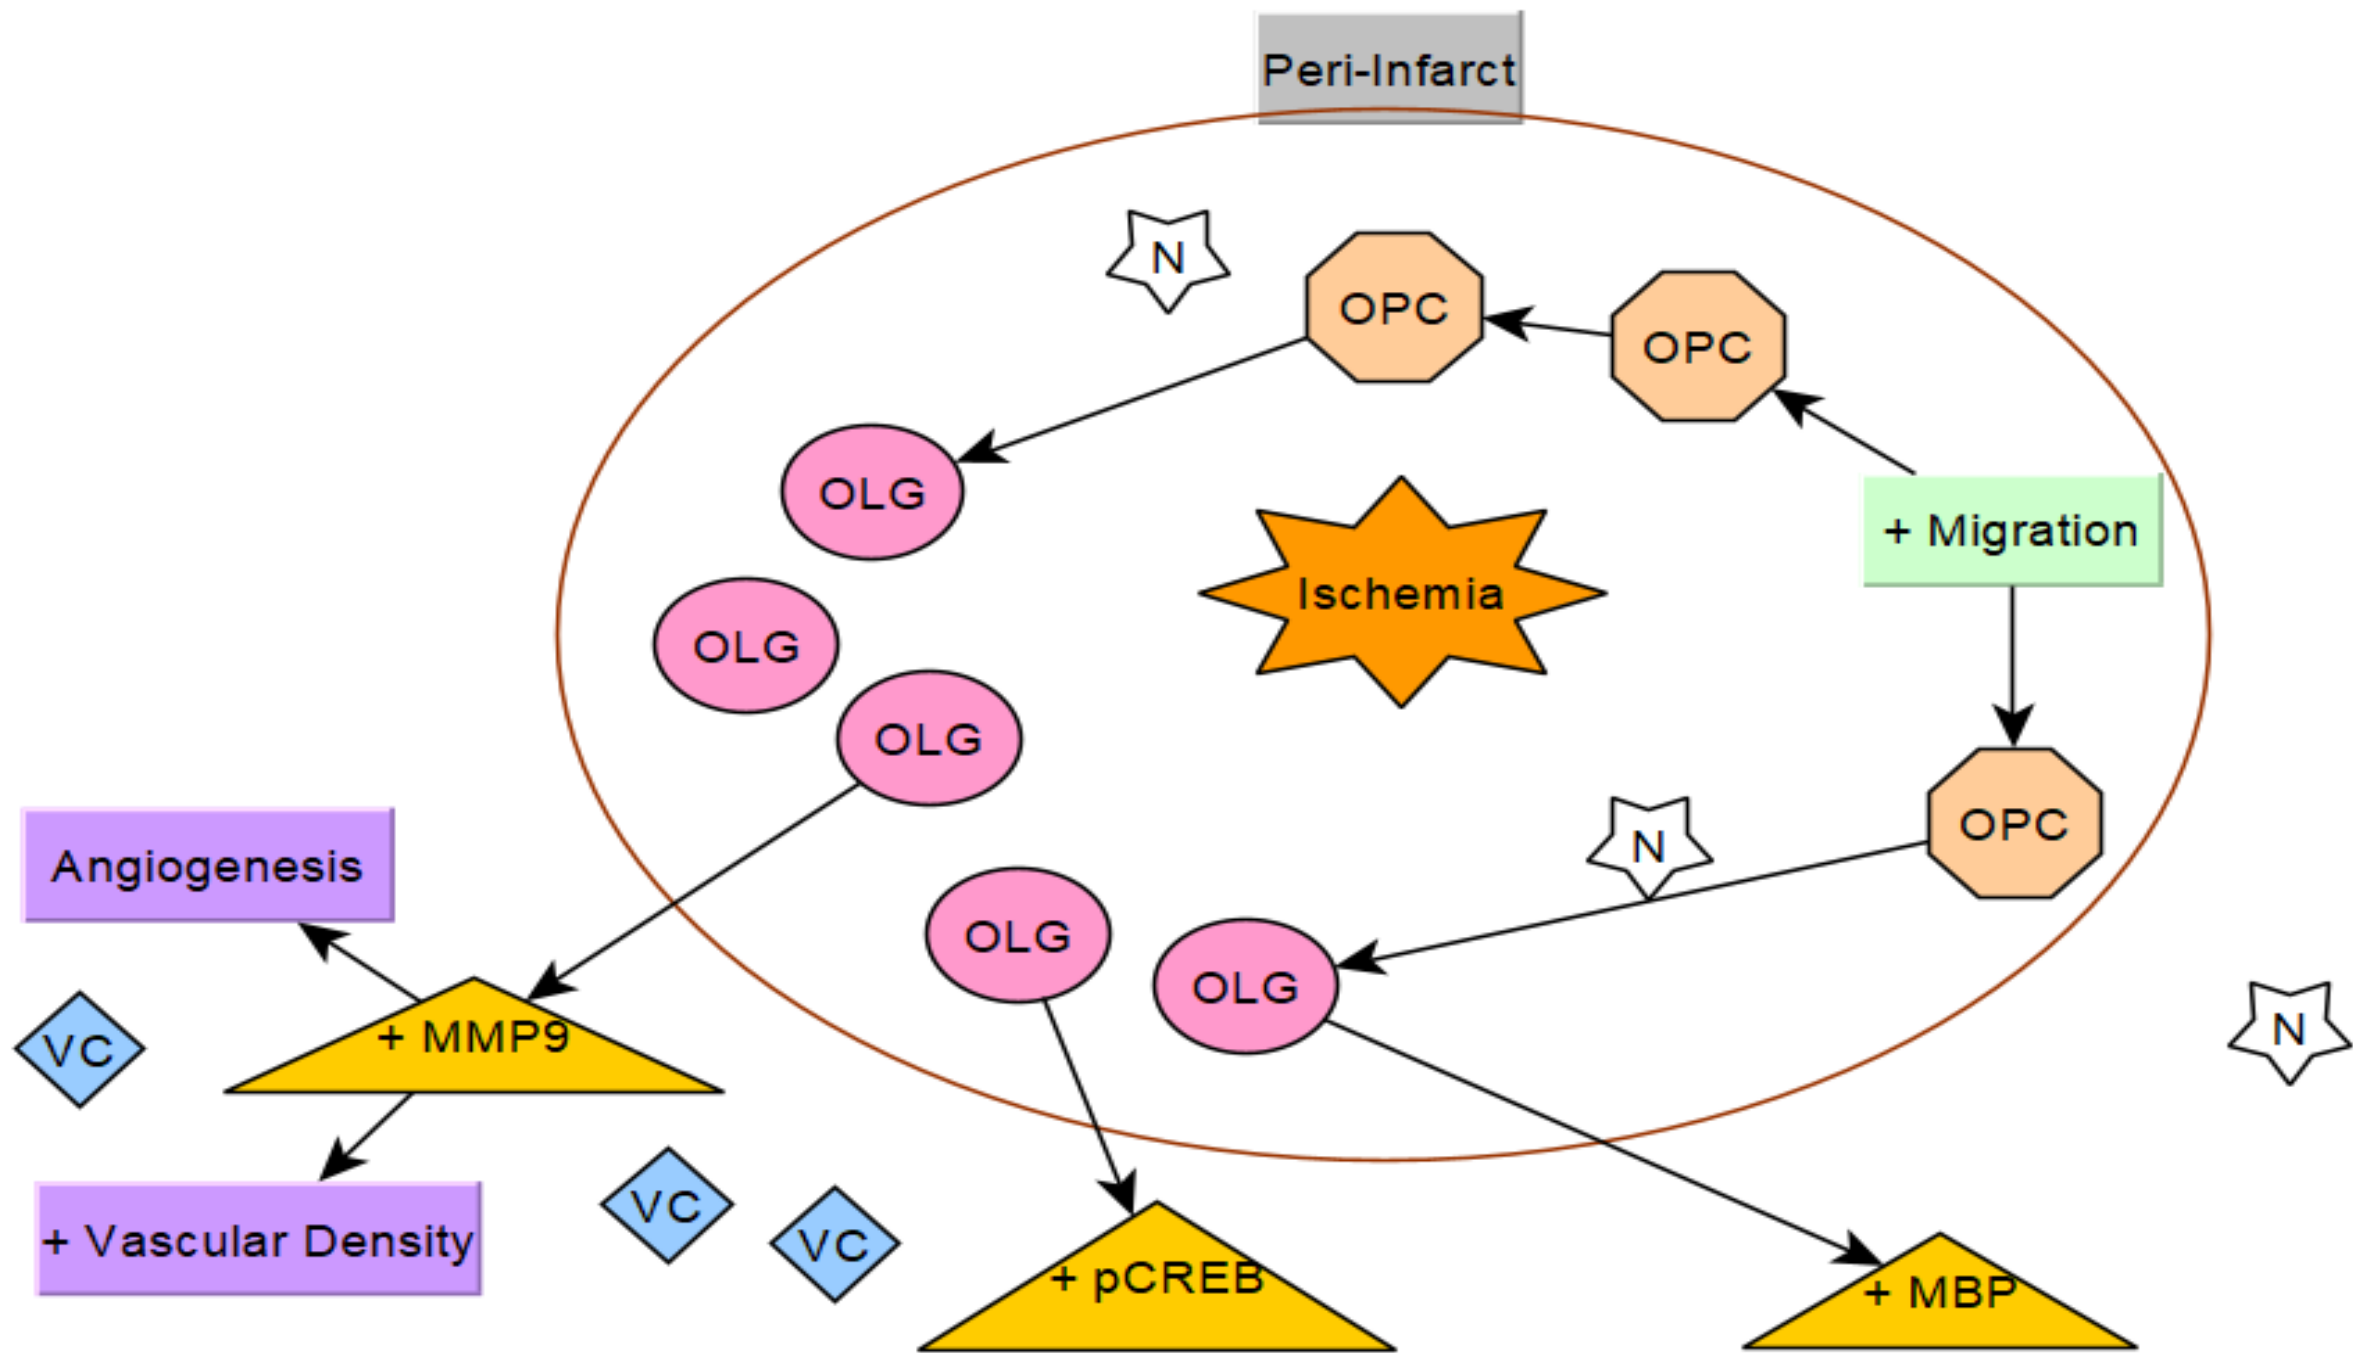 Peri-Infarct
N
OPC
OPC
OLG
+ Migration
Ischemia
OLG
OLG
N
OPC
Angiogenesis
OLG
OLG
N
+ MMP9
VC
VC
+ Vascular Density
VC
+ pCREB
+ MBP